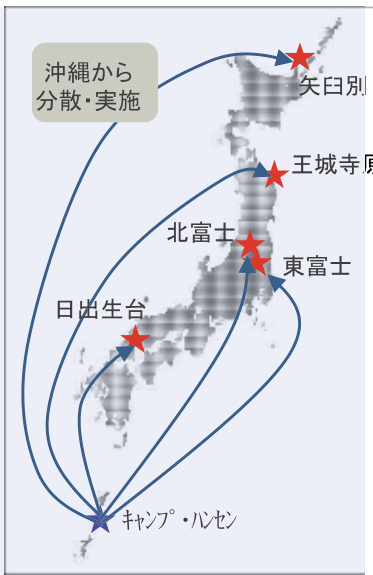 沖縄から
分散・実施
矢臼別
王城寺原
北富士
東富士
日出生台
キャンプ・ハンセン